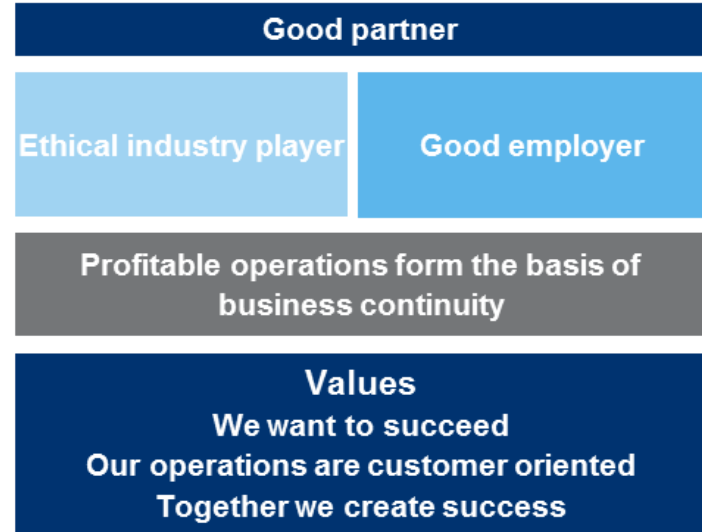 Good partner
Ethical industry player
Good employer
Profitable operations form the basis of
business continuity
Values
We want to succeed
Our operations are customer oriented
Together we create success